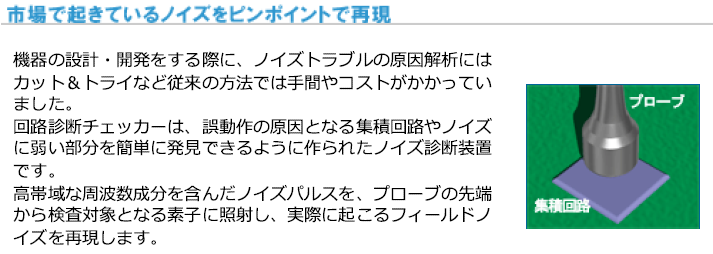 市場で起きているノイズをピンポイントで再現
機器の設計・開発をする際に、ノイズトラブルの原因解析には
カット＆トライなど従来の方法では手間やコストがかかってい
ました。
回路診断チェッカーは、誤動作の原因となる集積回路やノイズ
に弱い部分を簡単に発見できるように作られたノイズ診断装置
です。
高帯域な周波数成分を含んだノイズパルスを、プローブの先端
から検査対象となる素子に照射し、実際に起こるフィールドノ
イズを再現します。
プローブ
集積回路